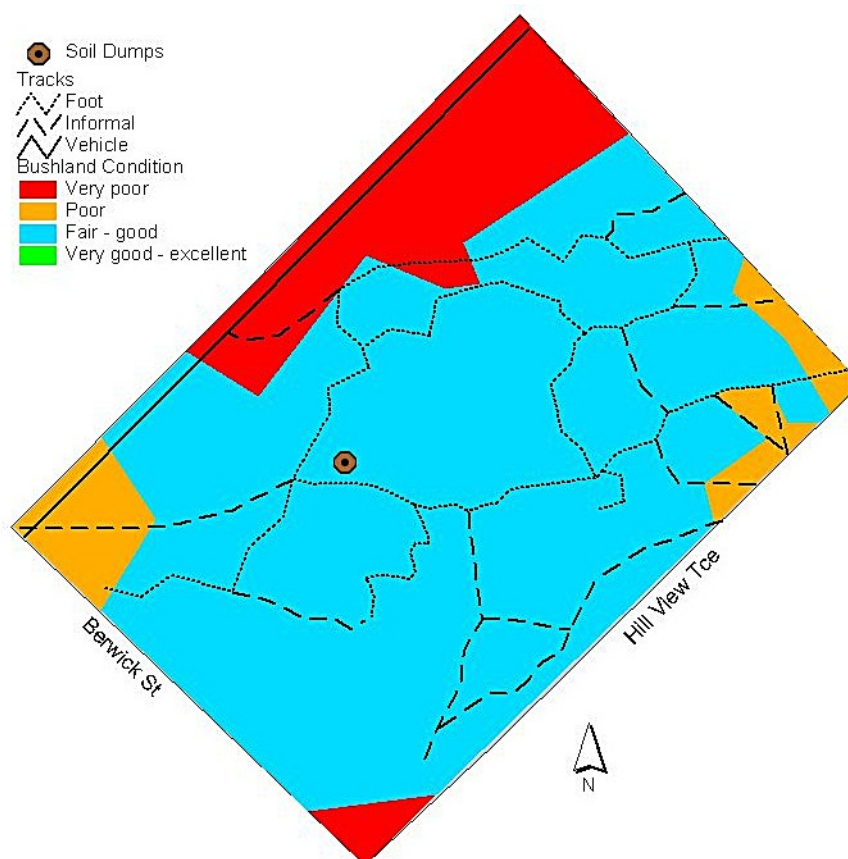 Soil Dumps
Tracks
Foot
Informal
Vehicle
Bushland Condition
Very poor
Poor
Fair - good
Very good - excellent
Berwick St
Hill View Tce
N